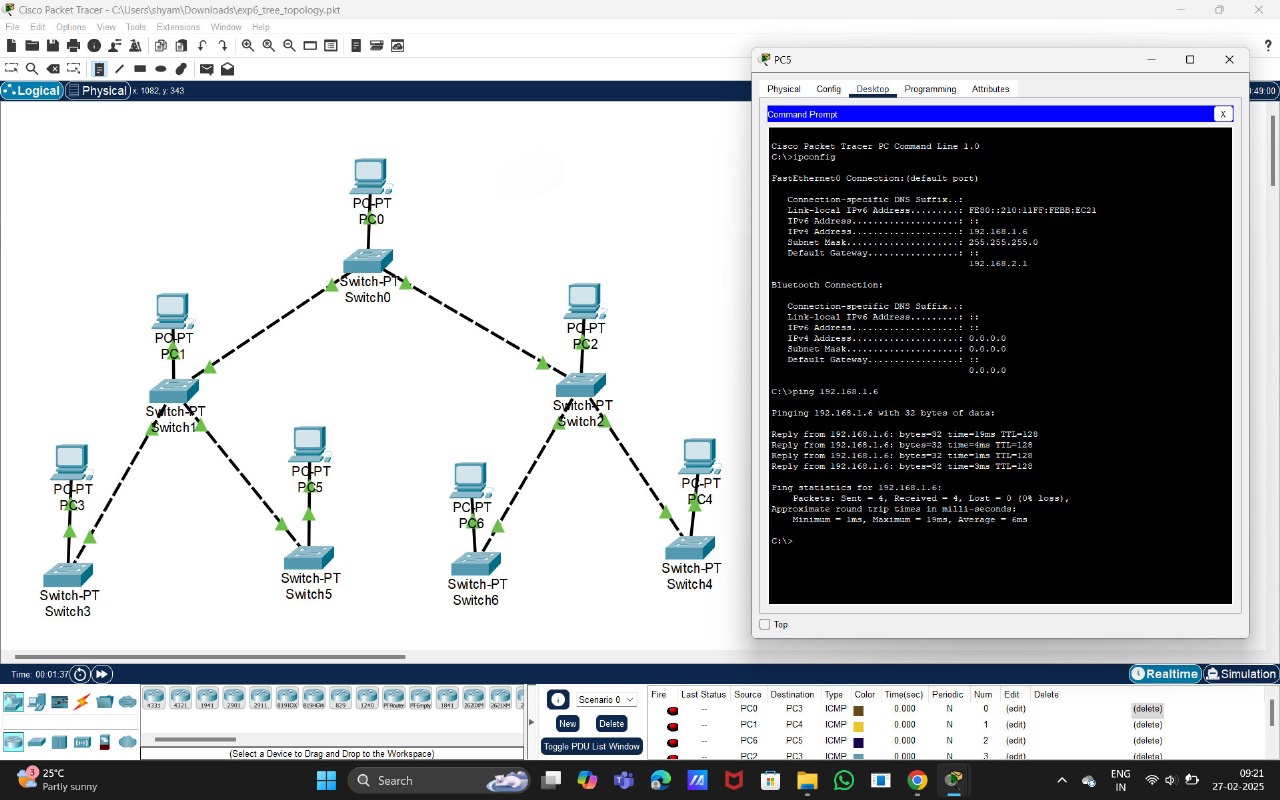 Cisco Packet Tracer - C:\Users\shyam\Downloads\exp6_tree_topology.pkt
File Edit Options View Tools Extensions Window Help
?
Logical Physical x: 1082, y: 343
:49:00
PC-PT
PC0
Switch-PT
Switch0
PC-PT
PC1
PC-PT
PC2
Switch-PT
Switch1
Switch-PT
Switch2
PC-PT
PC3
PC-PT
PC5
PC-PT
PC6
PC-PT
PC4
Switch-PT
Switch3
Switch-PT
Switch5
Switch-PT
Switch6
Switch-PT
Switch4
PC5
Physical Config Desktop Programming Attributes
Command Prompt X
Cisco Packet Tracer PC Command Line 1.0
C:\>ipconfig
FastEthernet0 Connection:(default port)
Connection-specific DNS Suffix..:
Link-local IPv6 Address.........: FE80::210:11FF:FEBB:EC21
IPv6 Address....................: ::
IPv4 Address....................: 192.168.1.6
Subnet Mask.....................: 255.255.255.0
Default Gateway.................: ::
192.168.2.1
Bluetooth Connection:
Connection-specific DNS Suffix..:
Link-local IPv6 Address.........: ::
IPv6 Address....................: ::
IPv4 Address....................: 0.0.0.0
Subnet Mask.....................: 0.0.0.0
Default Gateway.................: ::
0.0.0.0
C:\>ping 192.168.1.6
Pinging 192.168.1.6 with 32 bytes of data:
Reply from 192.168.1.6: bytes=32 time=19ms TTL=128
Reply from 192.168.1.6: bytes=32 time=4ms TTL=128
Reply from 192.168.1.6: bytes=32 time=1ms TTL=128
Reply from 192.168.1.6: bytes=32 time=3ms TTL=128
Ping statistics for 192.168.1.6:
Packets: Sent = 4, Received = 4, Lost = 0 (0% loss),
Approximate round trip times in milli-seconds:
Minimum = 1ms, Maximum = 19ms, Average = 6ms
C:\>
Top
Time: 00:01:37
Realtime Simulation
4331 4321 1941 2901 2911 819IOX 819HGW 829 1240 PT-Router PT-Empty 1841 2620XM 2621XM
(Select a Device to Drag and Drop to the Workspace)
Scenario 0
New Delete
Toggle PDU List Window
Fire Last Status Source Destination Type Color Time(sec) Periodic Num Edit Delete
-- PC0 PC3 ICMP 0.000 N 0 (edit) (delete)
-- PC1 PC4 ICMP 0.000 N 1 (edit) (delete)
-- PC6 PC3 ICMP 0.000 N 2 (edit) (delete)
-- PC2 PC5 ICMP 0.000 N 3 (edit) (delete)
3
25°C
Partly sunny
Search
ENG
IN
09:21
27-02-2025